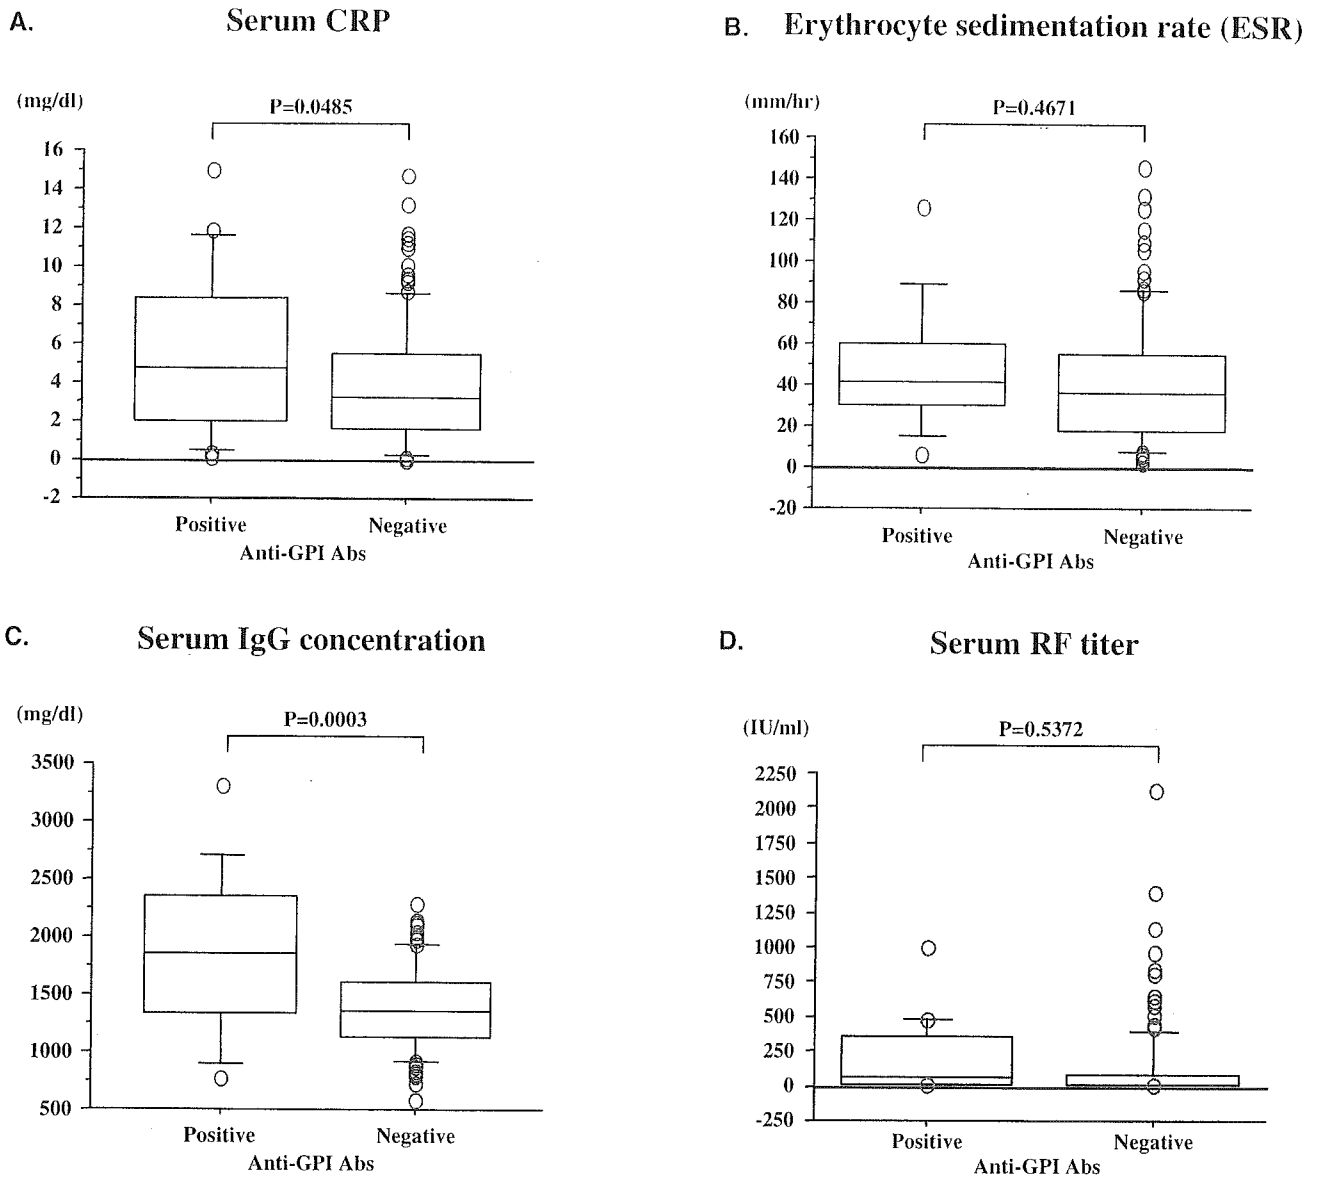 A.
Serum CRP
(mg/dl)
P=0.0485
16
14
12
10
8
6
4
2
0
-2
Positive
Negative
Anti-GPI Abs
B.
Erythrocyte sedimentation rate (ESR)
(mm/hr)
P=0.4671
160
140
120
100
80
60
40
20
0
-20
Positive
Negative
Anti-GPI Abs
C.
Serum IgG concentration
(mg/dl)
P=0.0003
3500
3000
2500
2000
1500
1000
500
Positive
Negative
Anti-GPI Abs
D.
Serum RF titer
(IU/ml)
P=0.5372
2250
2000
1750
1500
1250
1000
750
500
250
0
-250
Positive
Negative
Anti-GPI Abs